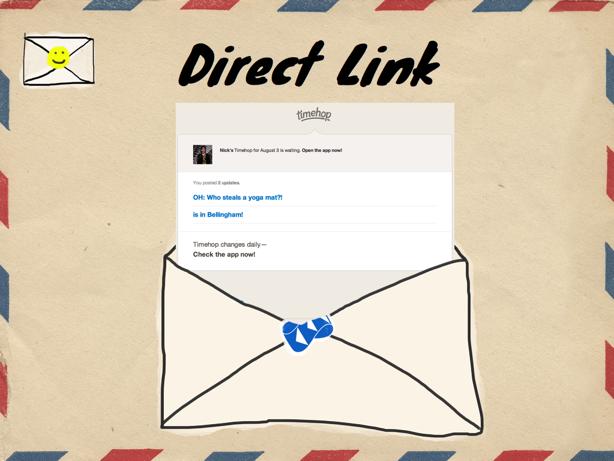 Direct Link
timehop
Nick's Timehop for August 3 is waiting. Open the app now!
You posted 2 updates.
OH: Who steals a yoga mat?!
is in Bellingham!
Timehop changes daily—
Check the app now!